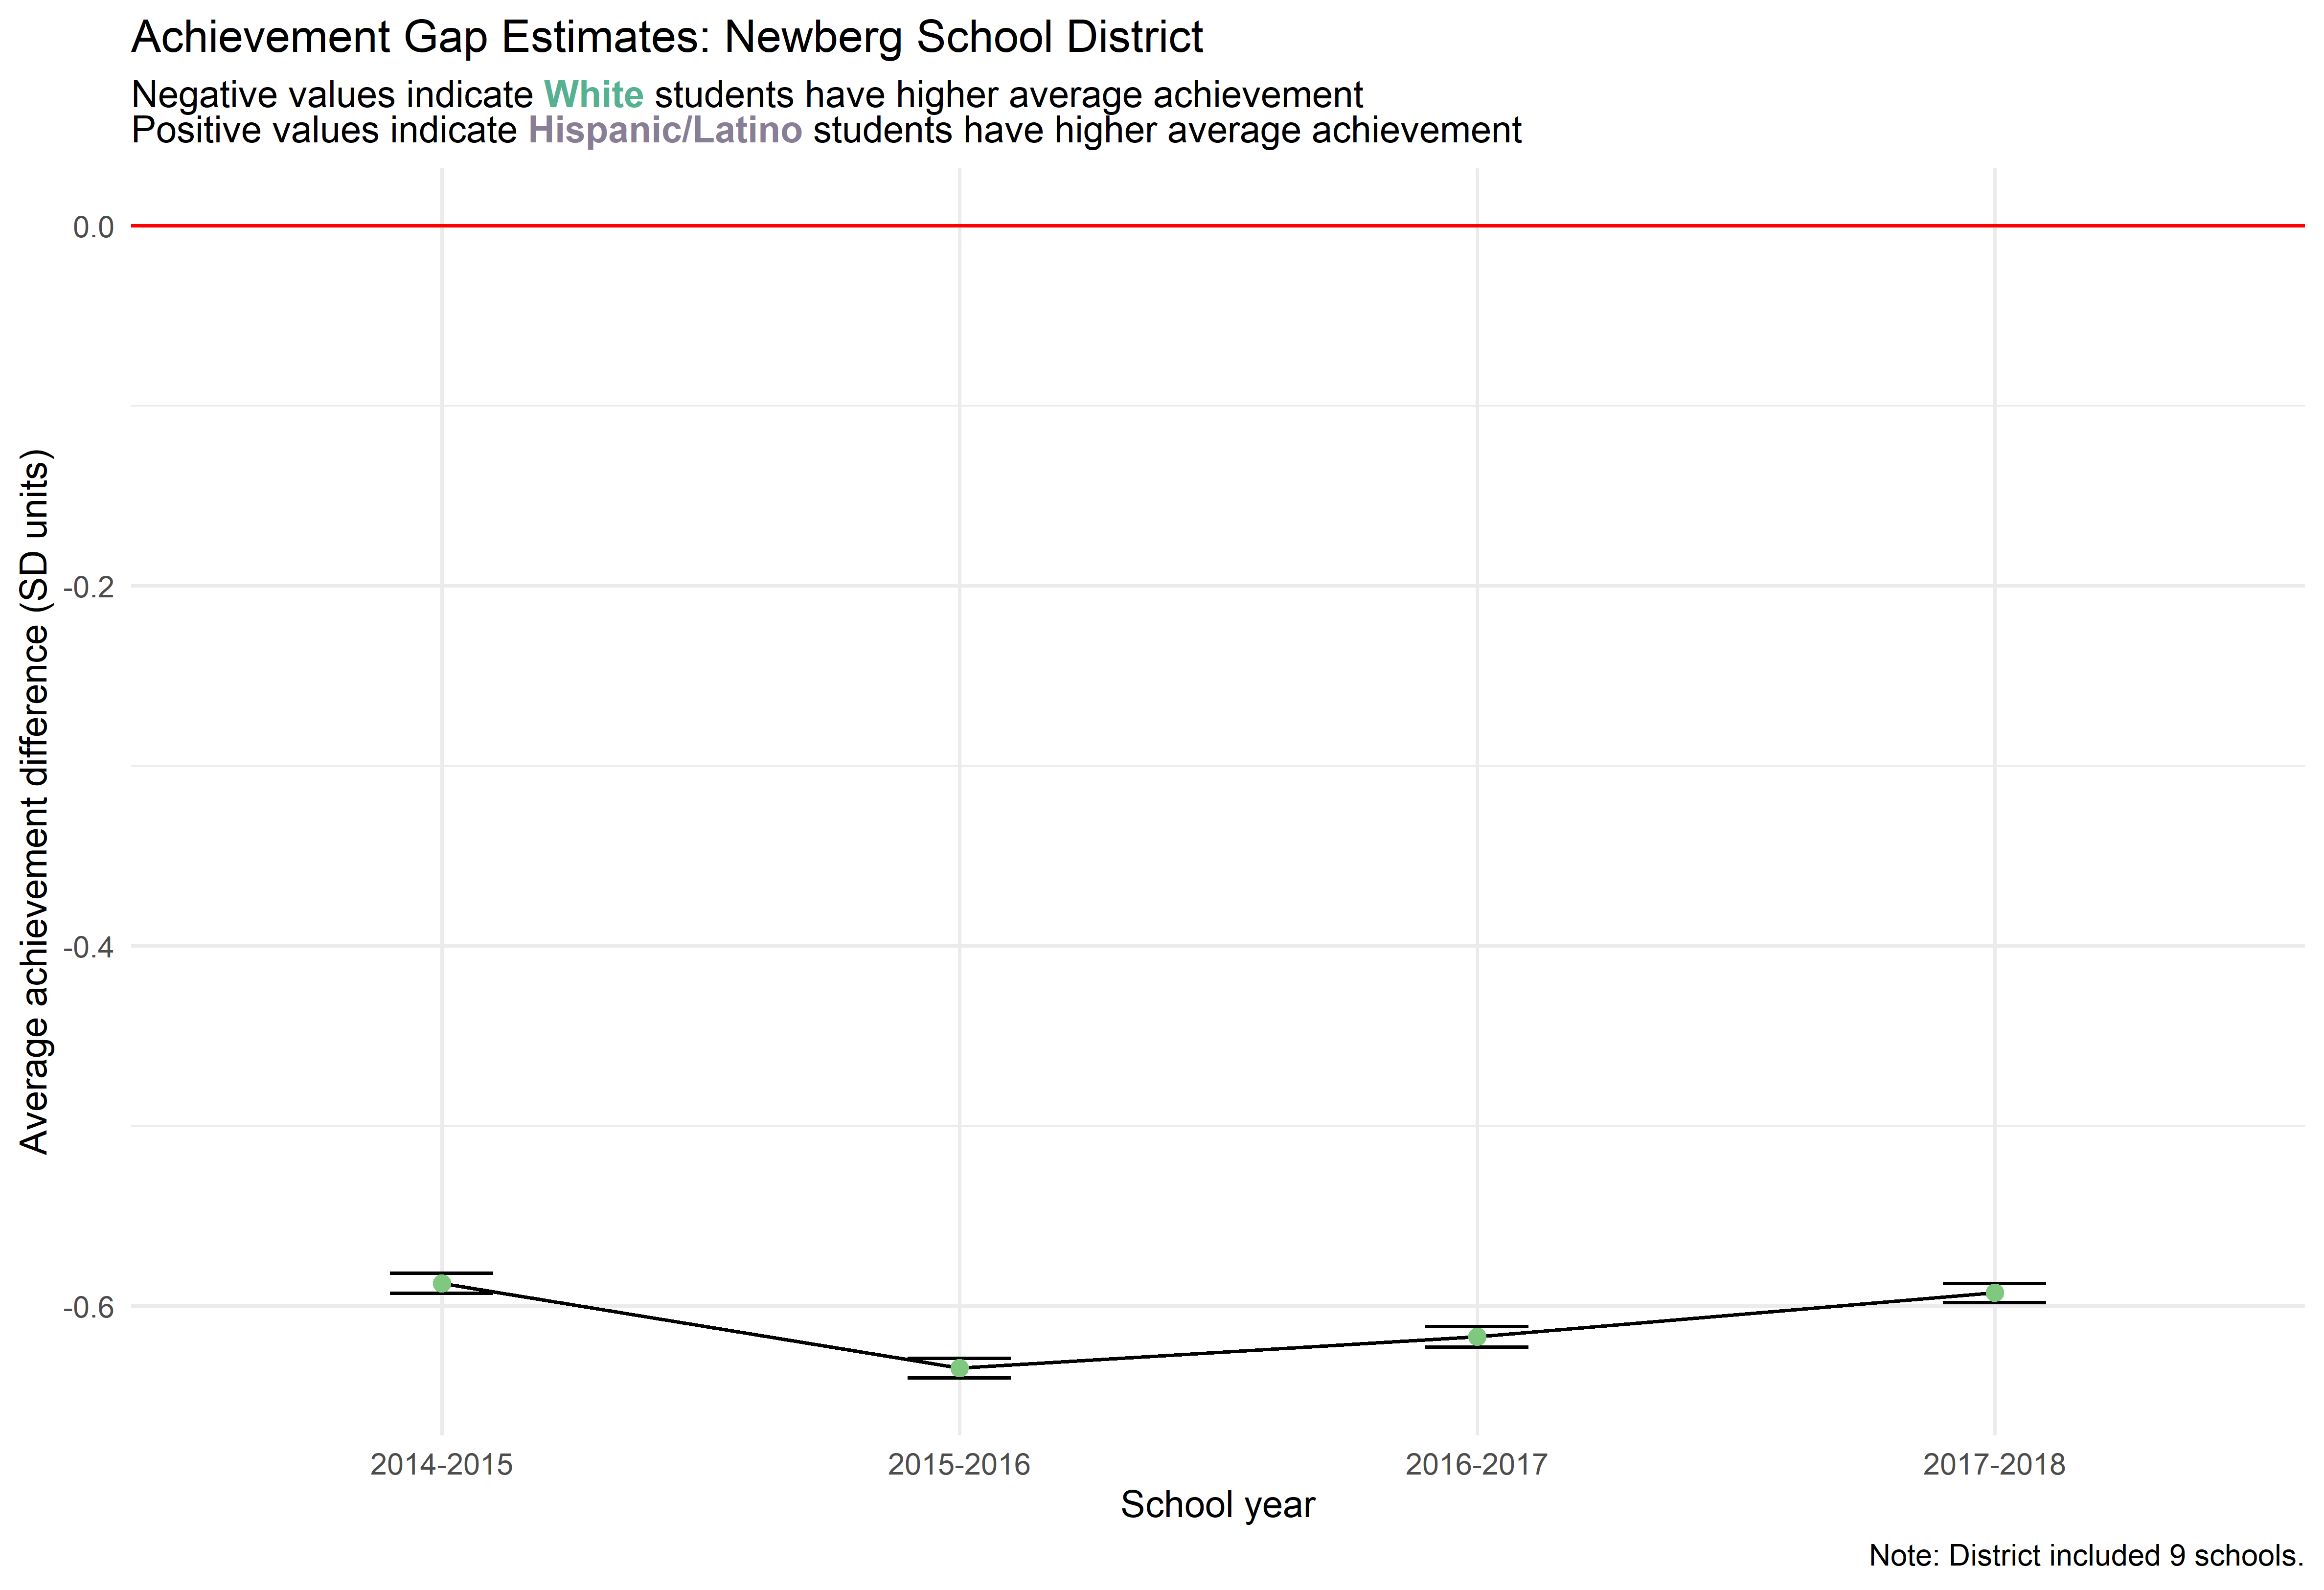 Achievement Gap Estimates: Newberg School District
Negative values indicate White students have higher average achievement
Positive values indicate Hispanic/Latino students have higher average achievement
Average achievement difference (SD units)
0.0
-0.2
-0.4
-0.6
2014-2015
2015-2016
2016-2017
2017-2018
School year
Note: District included 9 schools.